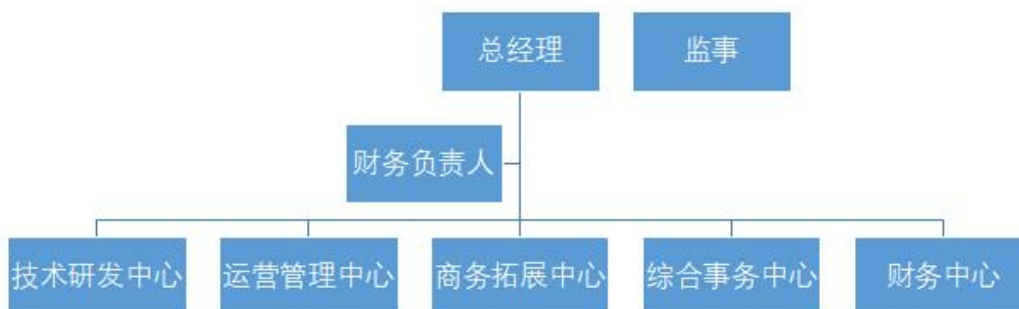 总经理
监事
财务负责人
技术研发中心
运营管理中心
商务拓展中心
综合事务中心
财务中心